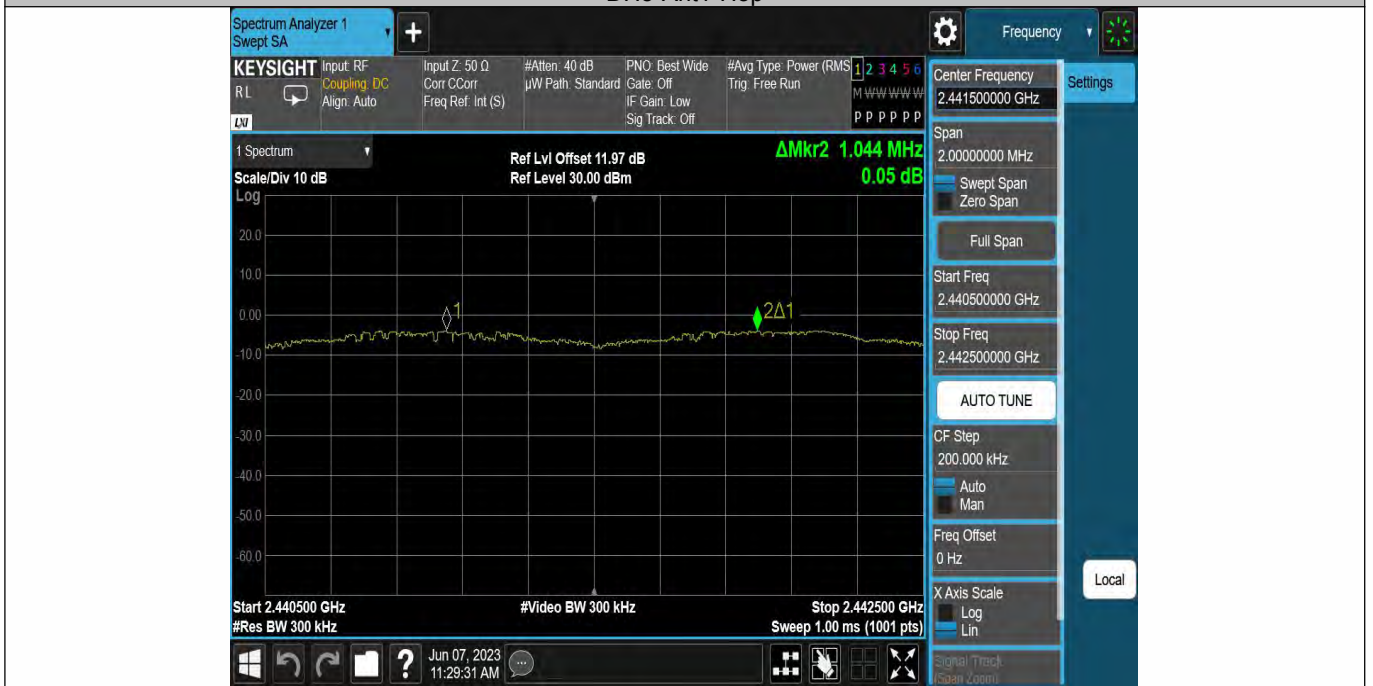 Spectrum Analyzer 1
Swept SA
+
Frequency
KEYSIGHT
RL
LXI
Input: RF
Coupling: DC
Align: Auto
Input Z: 50 Ω
Corr CCorr
Freq Ref: Int (S)
#Atten: 40 dB
µW Path: Standard
PNO: Best Wide
Gate: Off
IF Gain: Low
Sig Track: Off
#Avg Type: Power (RMS
Trig: Free Run
1 2 3 4 5 6
M W W W W W
P P P P P P
1 Spectrum
Scale/Div 10 dB
Log
Ref Lvl Offset 11.97 dB
Ref Level 30.00 dBm
ΔMkr2 1.044 MHz
0.05 dB
20.0
10.0
0.00
-10.0
-20.0
-30.0
-40.0
-50.0
-60.0
1
2Δ1
Start 2.440500 GHz
#Res BW 300 kHz
#Video BW 300 kHz
Stop 2.442500 GHz
Sweep 1.00 ms (1001 pts)
Jun 07, 2023
11:29:31 AM
Center Frequency
2.441500000 GHz
Settings
Span
2.00000000 MHz
Swept Span
Zero Span
Full Span
Start Freq
2.440500000 GHz
Stop Freq
2.442500000 GHz
AUTO TUNE
CF Step
200.000 kHz
Auto
Man
Freq Offset
0 Hz
X Axis Scale
Log
Lin
Signal Track
(Span Zoom)
Local